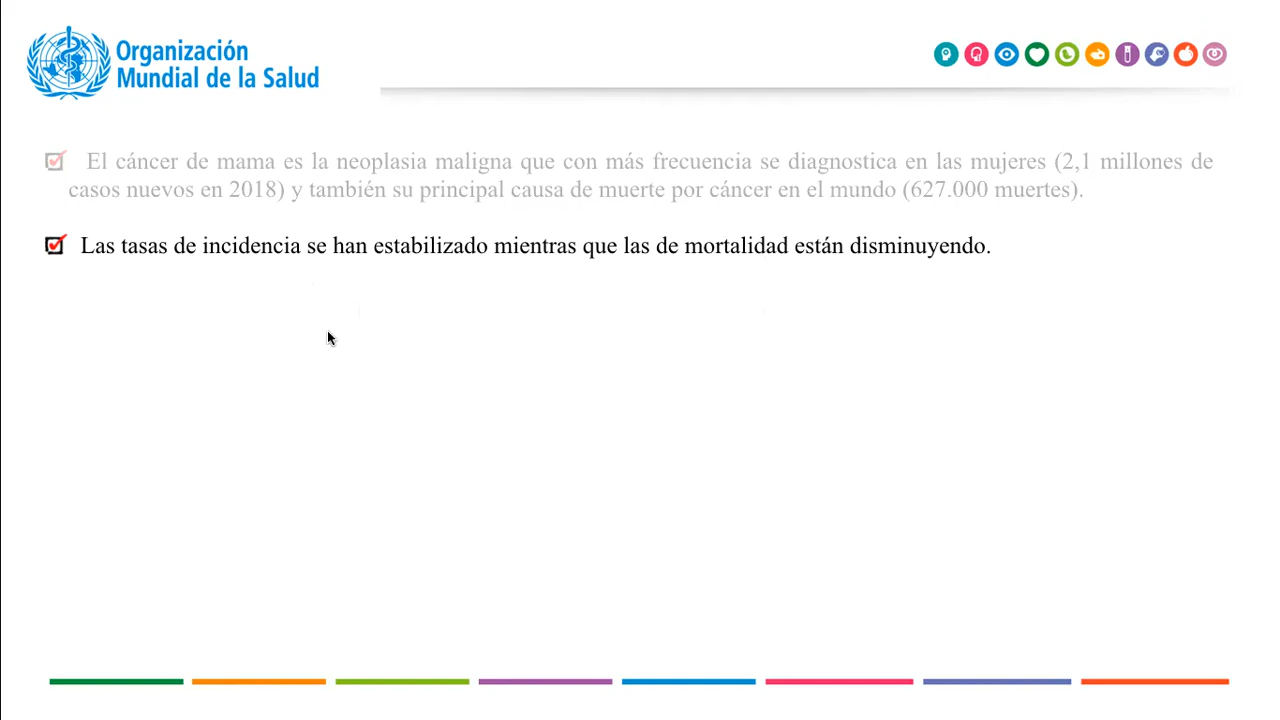 Organización
Mundial de la Salud
El cáncer de mama es la neoplasia maligna que con más frecuencia se diagnostica en las mujeres (2,1 millones de
casos nuevos en 2018) y también su principal causa de muerte por cáncer en el mundo (627.000 muertes).
Las tasas de incidencia se han estabilizado mientras que las de mortalidad están disminuyendo.